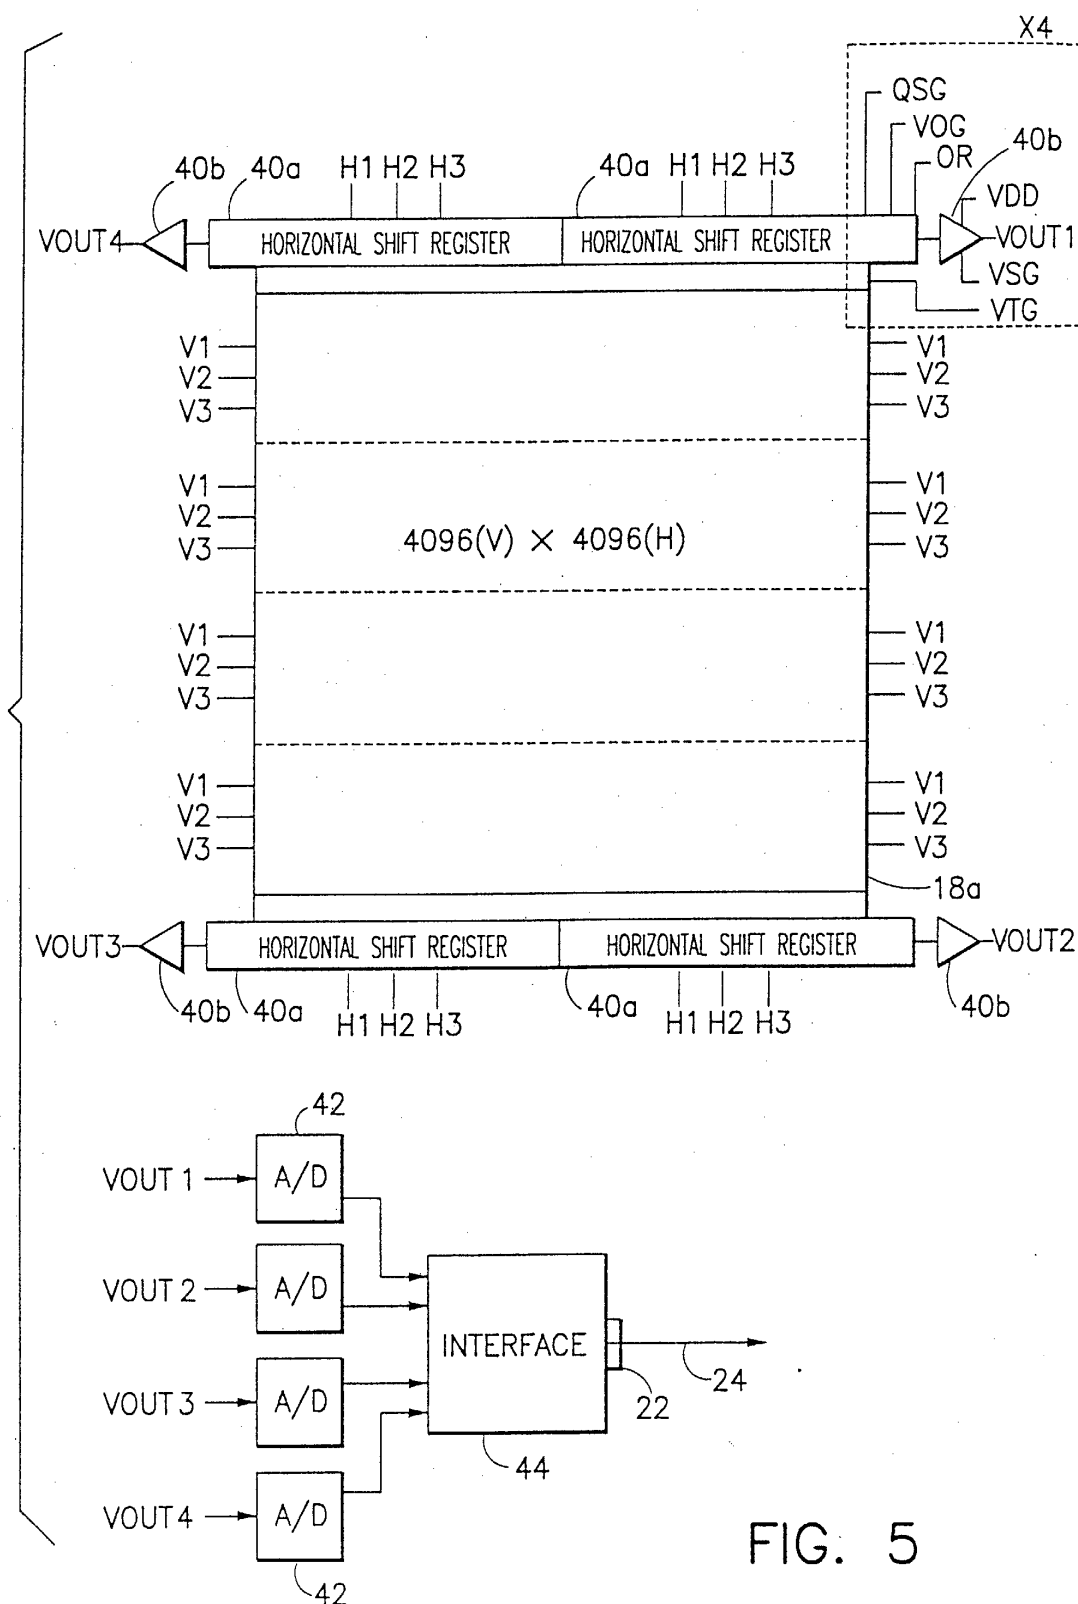 X4
QSG
VOG
40b 40a H1 H2 H3 40a H1 H2 H3 OR 40b
VDD
VOUT4 HORIZONTAL SHIFT REGISTER HORIZONTAL SHIFT REGISTER VOUT1
VSG
VTG
V1 V1
V2 V2
V3 V3
V1 V1
V2 V2
4096(V) × 4096(H)
V3 V3
V1 V1
V2 V2
V3 V3
V1 V1
V2 V2
V3 V3
18a
VOUT3 HORIZONTAL SHIFT REGISTER HORIZONTAL SHIFT REGISTER VOUT2
40b 40a H1 H2 H3 40a H1 H2 H3 40b
42
VOUT 1 A/D
VOUT 2 A/D
INTERFACE
24
VOUT 3 A/D 22
44
VOUT 4 A/D
FIG. 5
42